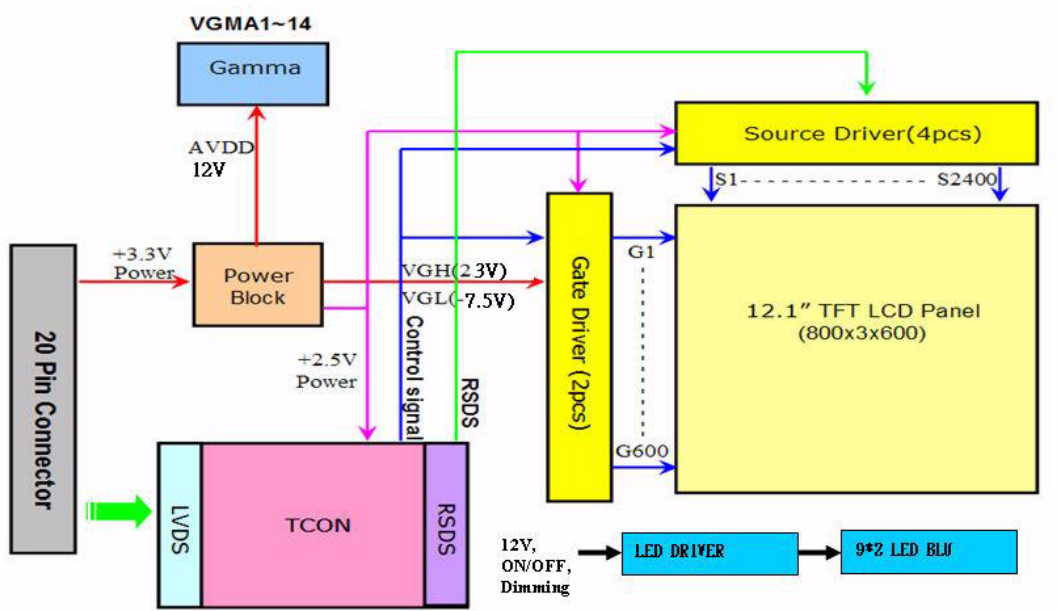 VGMA1~14
Gamma
AVDD
12V
Source Driver(4pcs)
S1
S2400
+3.3V
Power
Power
Block
VGH(23V)
VGL(-7.5V)
G1
Gate Driver (2pcs)
12.1" TFT LCD Panel
(800x3x600)
20 Pin Connector
+2.5V
Power
Control signal
RSDS
G600
LVDS
TCON
RSDS
12V,
ON/OFF,
Dimming
LED DRIVER
9*2 LED BLU